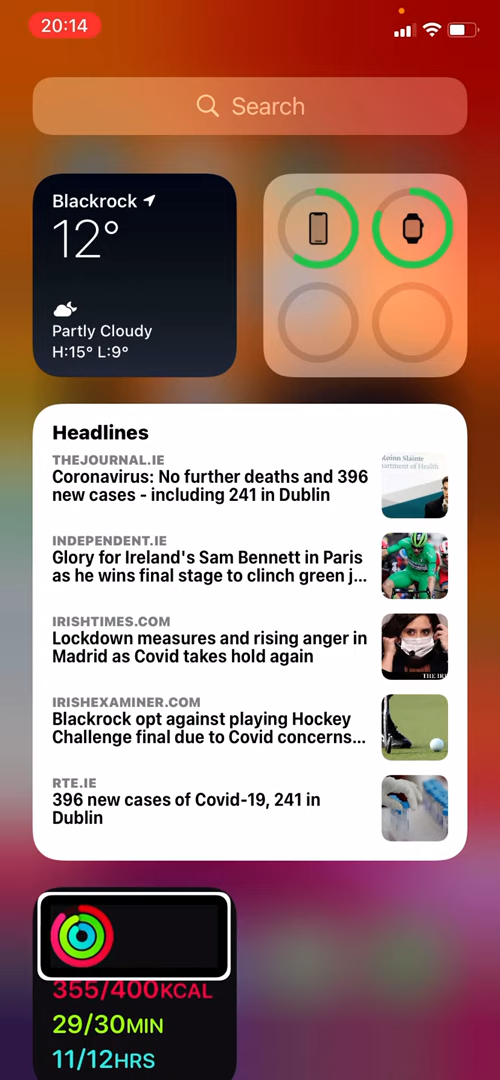 20:14
Search
Blackrock
12°
Partly Cloudy
H:15° L:9°
Headlines
THEJOURNAL.IE
Coronavirus: No further deaths and 396
new cases - including 241 in Dublin
INDEPENDENT.IE
Glory for Ireland's Sam Bennett in Paris
as he wins final stage to clinch green j...
IRISHTIMES.COM
Lockdown measures and rising anger in
Madrid as Covid takes hold again
IRISHEXAMINER.COM
Blackrock opt against playing Hockey
Challenge final due to Covid concerns...
RTE.IE
396 new cases of Covid-19, 241 in
Dublin
355/400KCAL
29/30MIN
11/12HRS